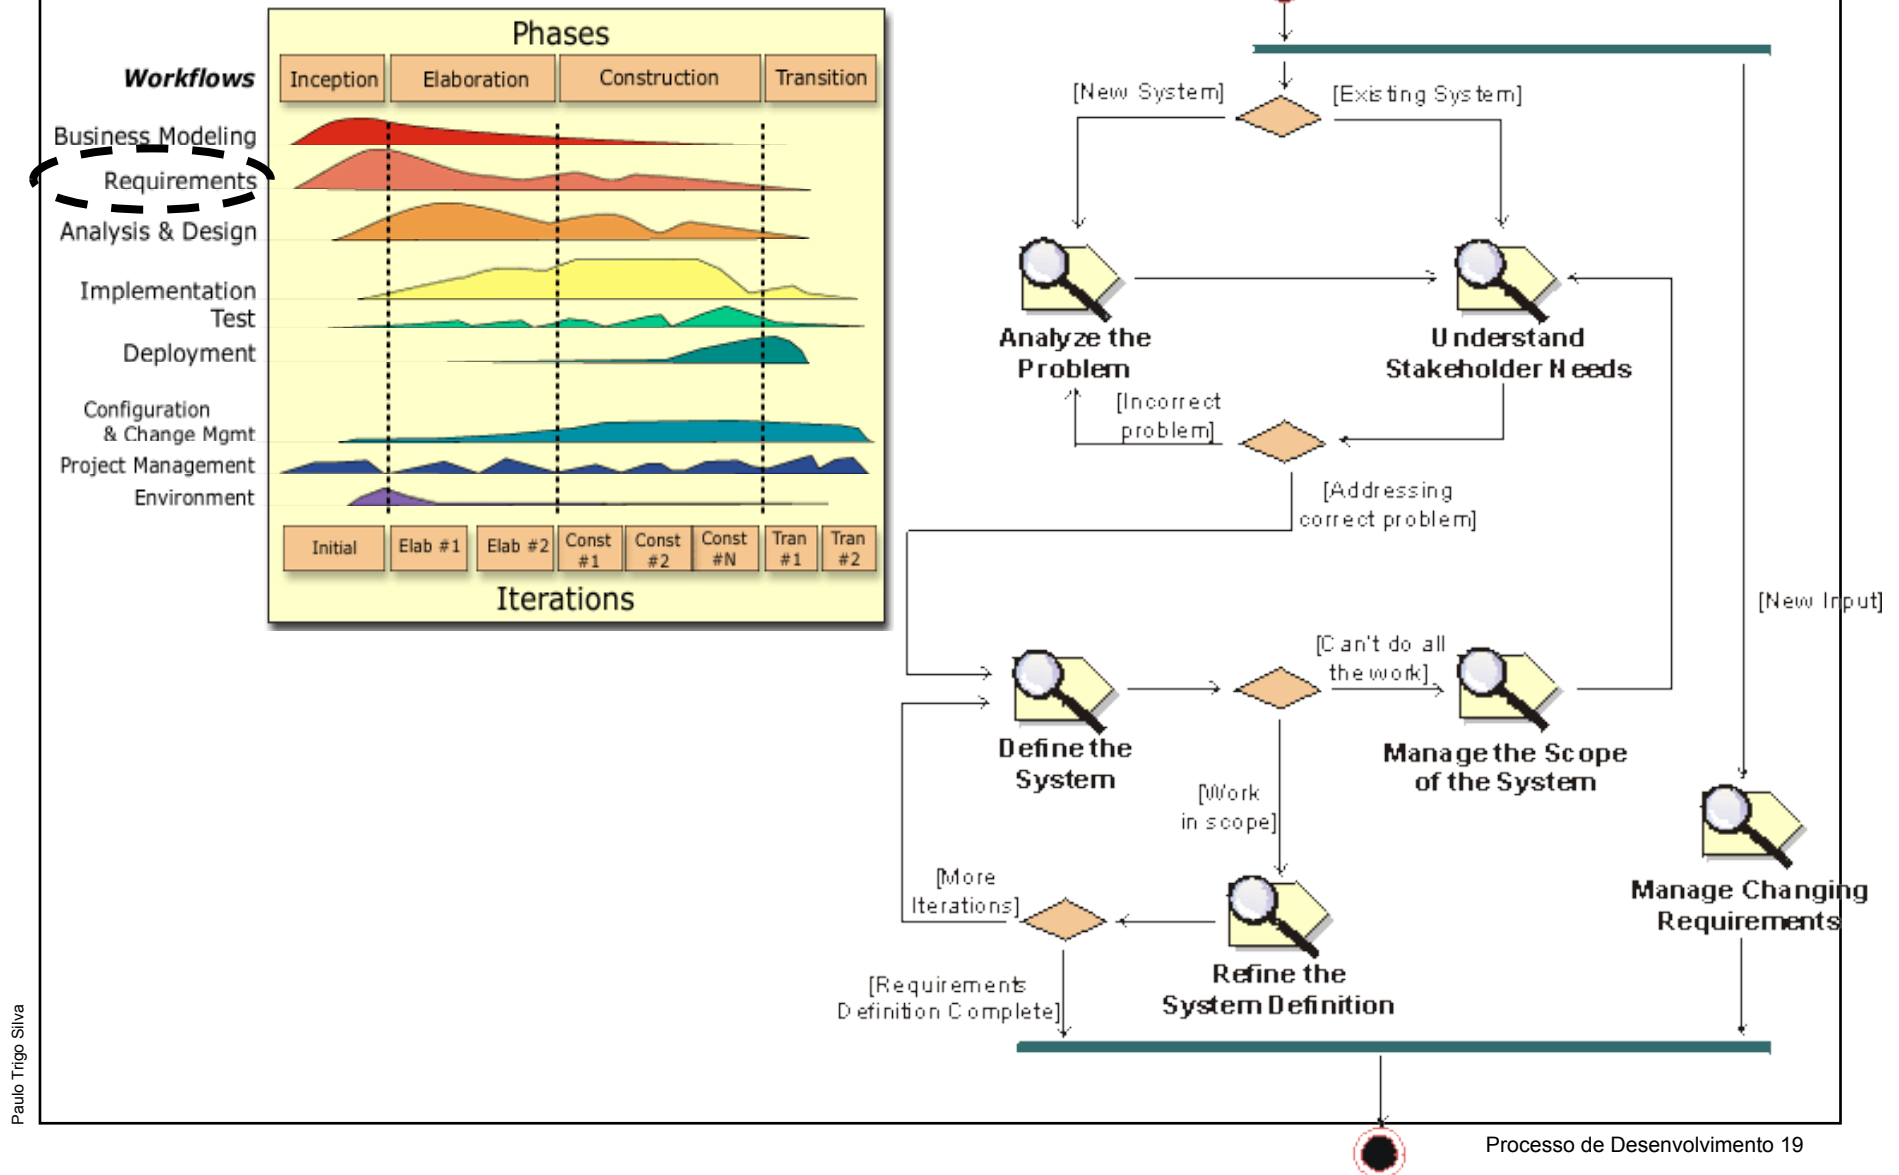 Phases
Workflows
Inception
Elaboration
Construction
Transition
Business Modeling
Requirements
Analysis & Design
Implementation
Test
Deployment
Configuration
& Change Mgmt
Project Management
Environment
Initial
Elab #1
Elab #2
Const
#1
Const
#2
Const
#N
Tran
#1
Tran
#2
Iterations
[New System]
[Existing System]
Analyze the
Problem
Understand
Stakeholder Needs
[Incorrect
problem]
[Addressing
correct problem]
[New Input]
[Can't do all
the work]
Define the
System
Manage the Scope
of the System
[Work
in scope]
Manage Changing
Requirements
[More
Iterations]
Refine the
System Definition
[Requirements
Definition Complete]
Paulo Trigo Silva
Processo de Desenvolvimento 19